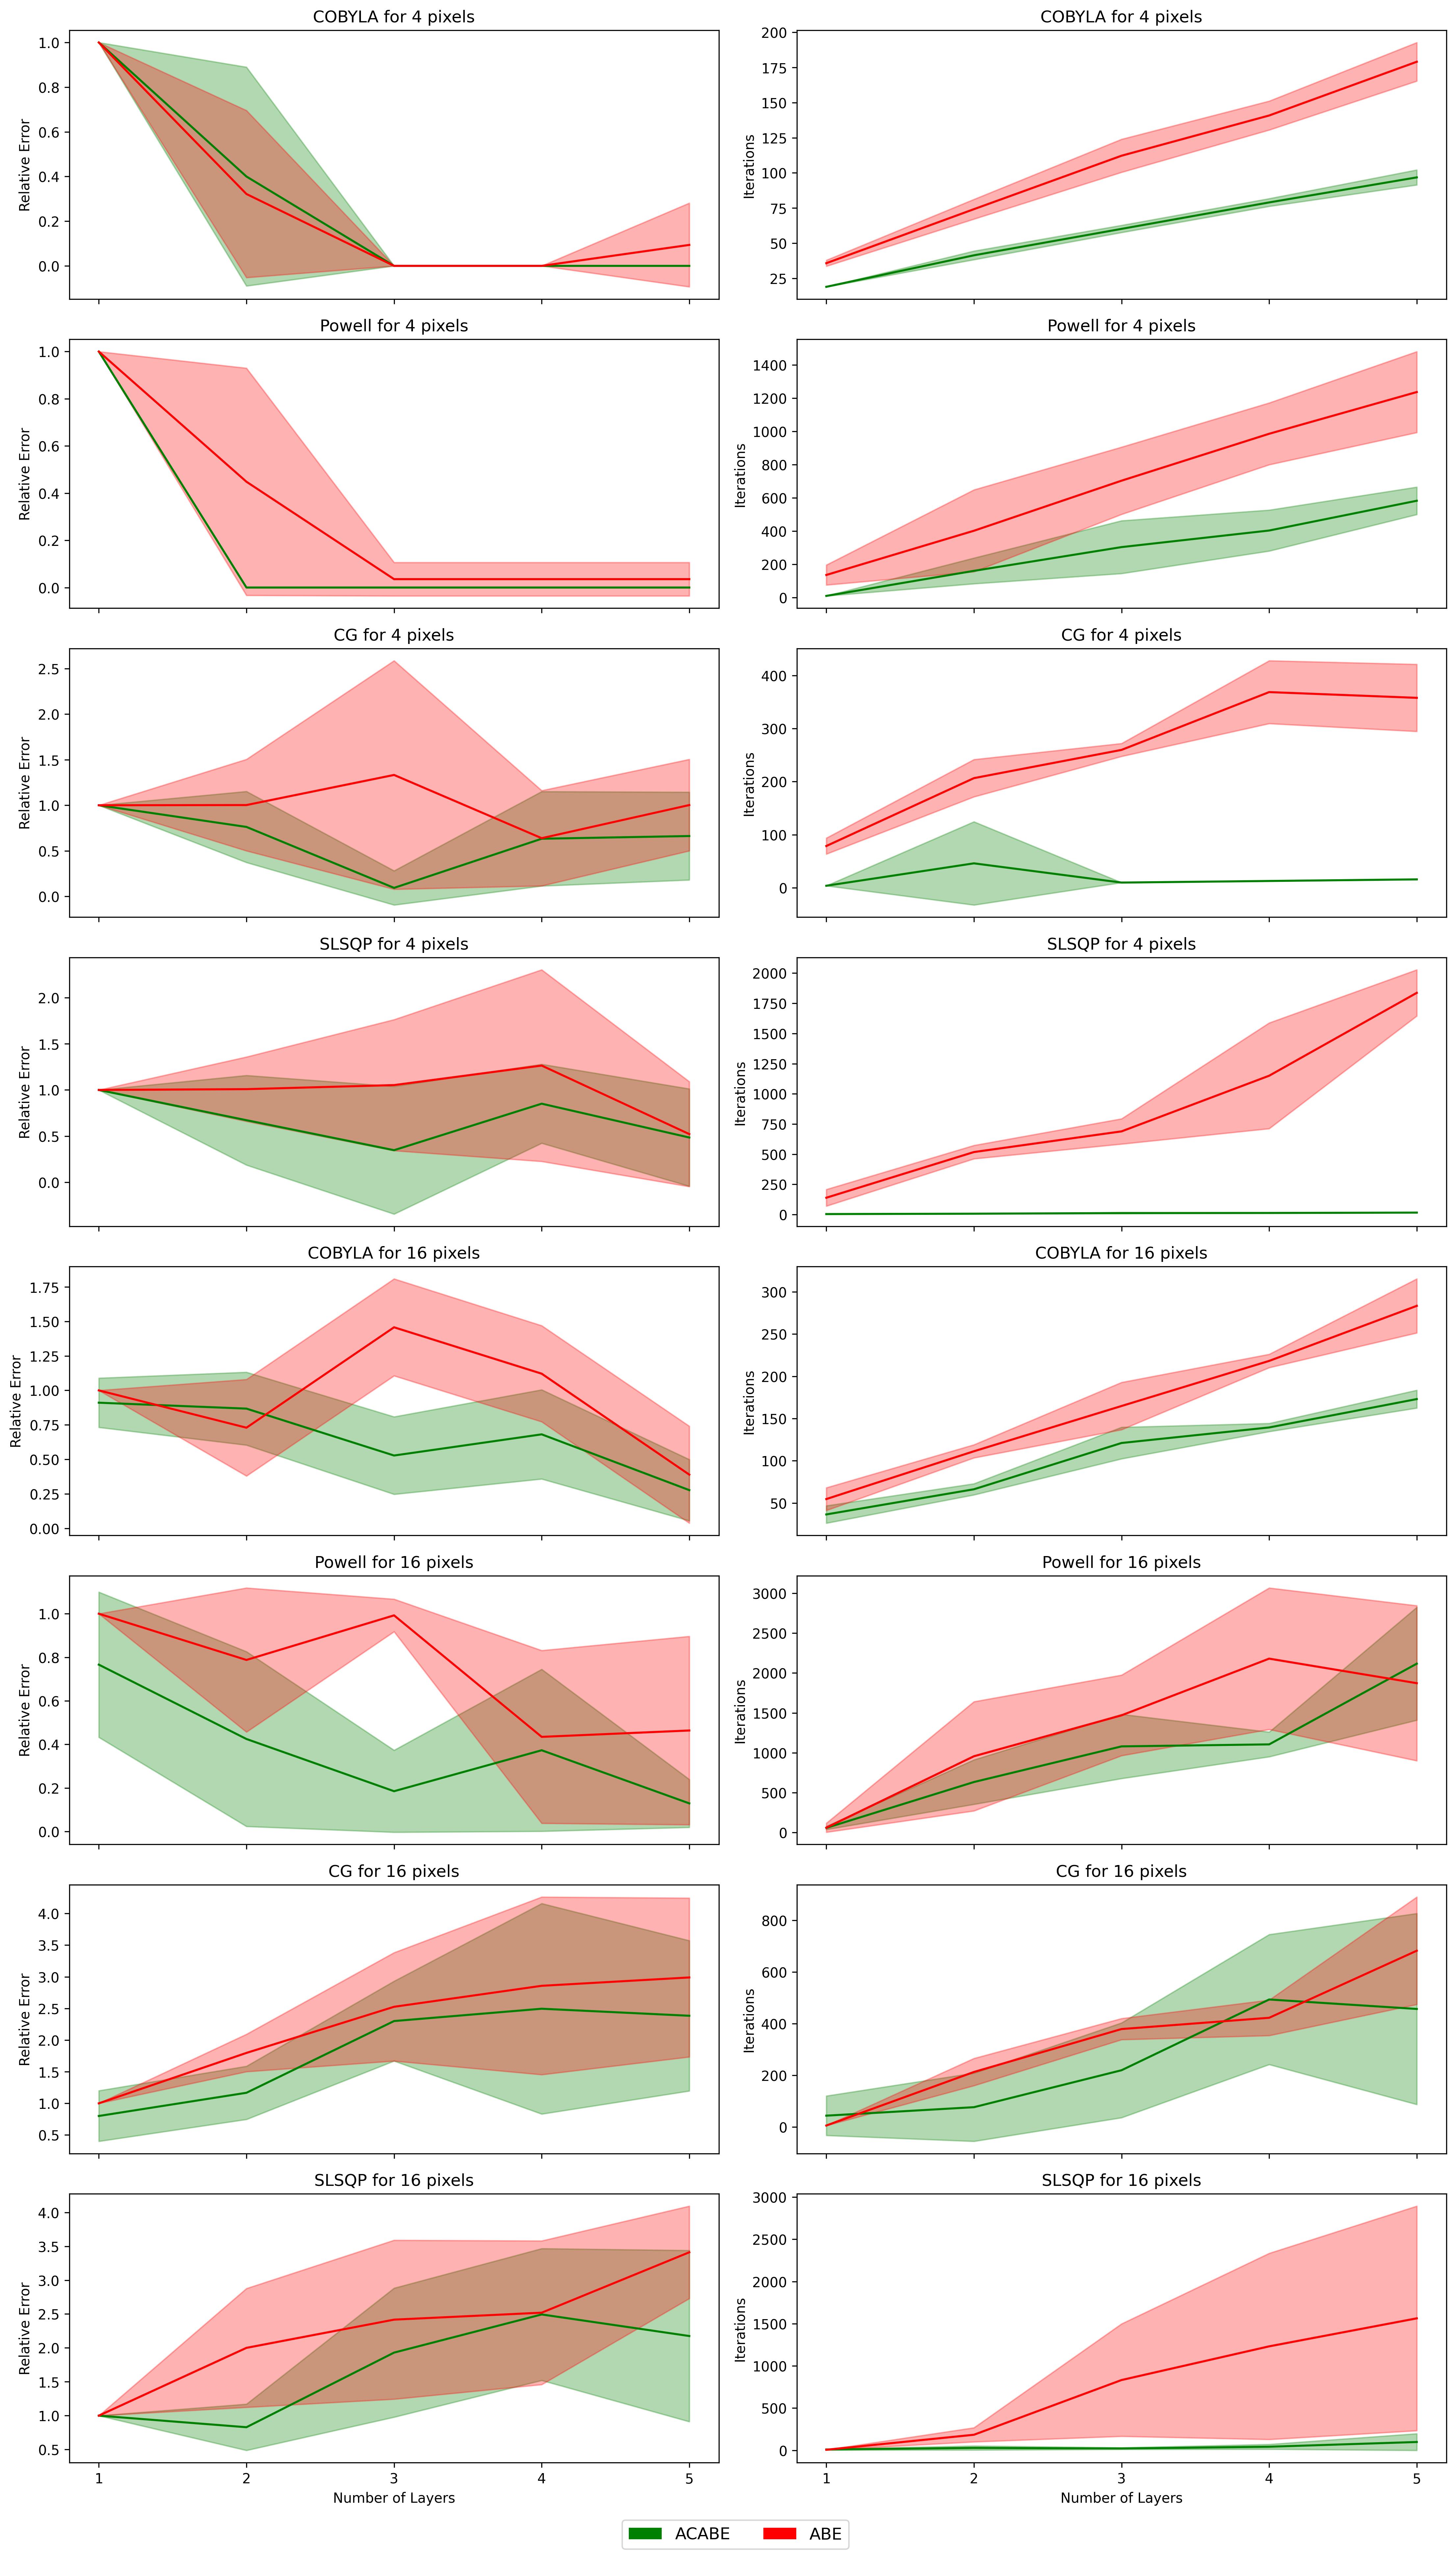 COBYLA for 4 pixels
COBYLA for 4 pixels
1.0
0.8
0.6
0.4
0.2
0.0
Relative Error
200
175
150
125
100
75
50
25
Iterations
Powell for 4 pixels
Powell for 4 pixels
1.0
0.8
0.6
0.4
0.2
0.0
Relative Error
1400
1200
1000
800
600
400
200
0
Iterations
CG for 4 pixels
CG for 4 pixels
2.5
2.0
1.5
1.0
0.5
0.0
Relative Error
400
300
200
100
0
Iterations
SLSQP for 4 pixels
SLSQP for 4 pixels
2.0
1.5
1.0
0.5
0.0
Relative Error
2000
1750
1500
1250
1000
750
500
250
0
Iterations
COBYLA for 16 pixels
COBYLA for 16 pixels
1.75
1.50
1.25
1.00
0.75
0.50
0.25
0.00
Relative Error
300
250
200
150
100
50
Iterations
Powell for 16 pixels
Powell for 16 pixels
1.0
0.8
0.6
0.4
0.2
0.0
Relative Error
3000
2500
2000
1500
1000
500
0
Iterations
CG for 16 pixels
CG for 16 pixels
4.0
3.5
3.0
2.5
2.0
1.5
1.0
0.5
Relative Error
800
600
400
200
0
Iterations
SLSQP for 16 pixels
SLSQP for 16 pixels
4.0
3.5
3.0
2.5
2.0
1.5
1.0
0.5
Relative Error
3000
2500
2000
1500
1000
500
0
Iterations
1 2 3 4 5
Number of Layers
1 2 3 4 5
Number of Layers
ACABE ABE